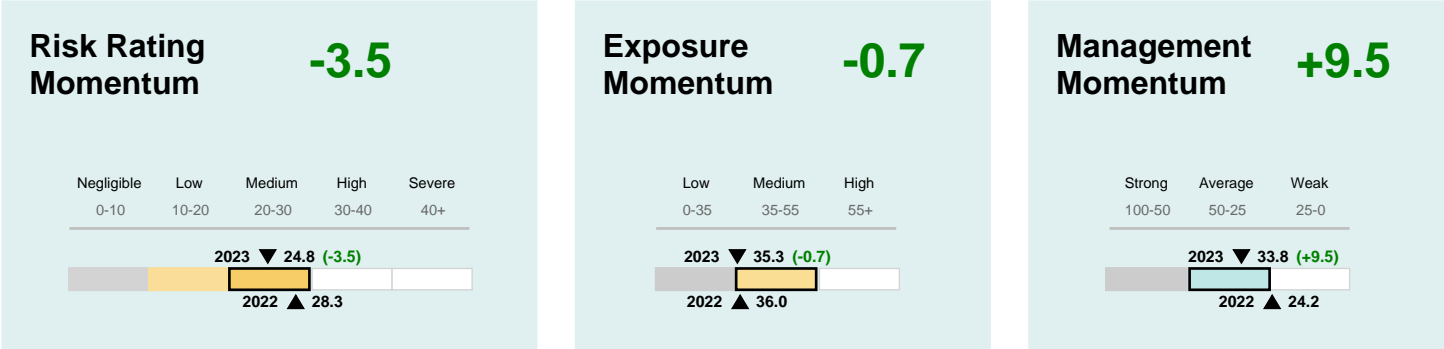 Risk Rating
Momentum
-3.5
Negligible Low Medium High Severe
0-10 10-20 20-30 30-40 40+
2023 ▼ 24.8 (-3.5)
2022 ▲ 28.3
Exposure
Momentum
-0.7
Low Medium High
0-35 35-55 55+
2023 ▼ 35.3 (-0.7)
2022 ▲ 36.0
Management
Momentum
+9.5
Strong Average Weak
100-50 50-25 25-0
2023 ▼ 33.8 (+9.5)
2022 ▲ 24.2